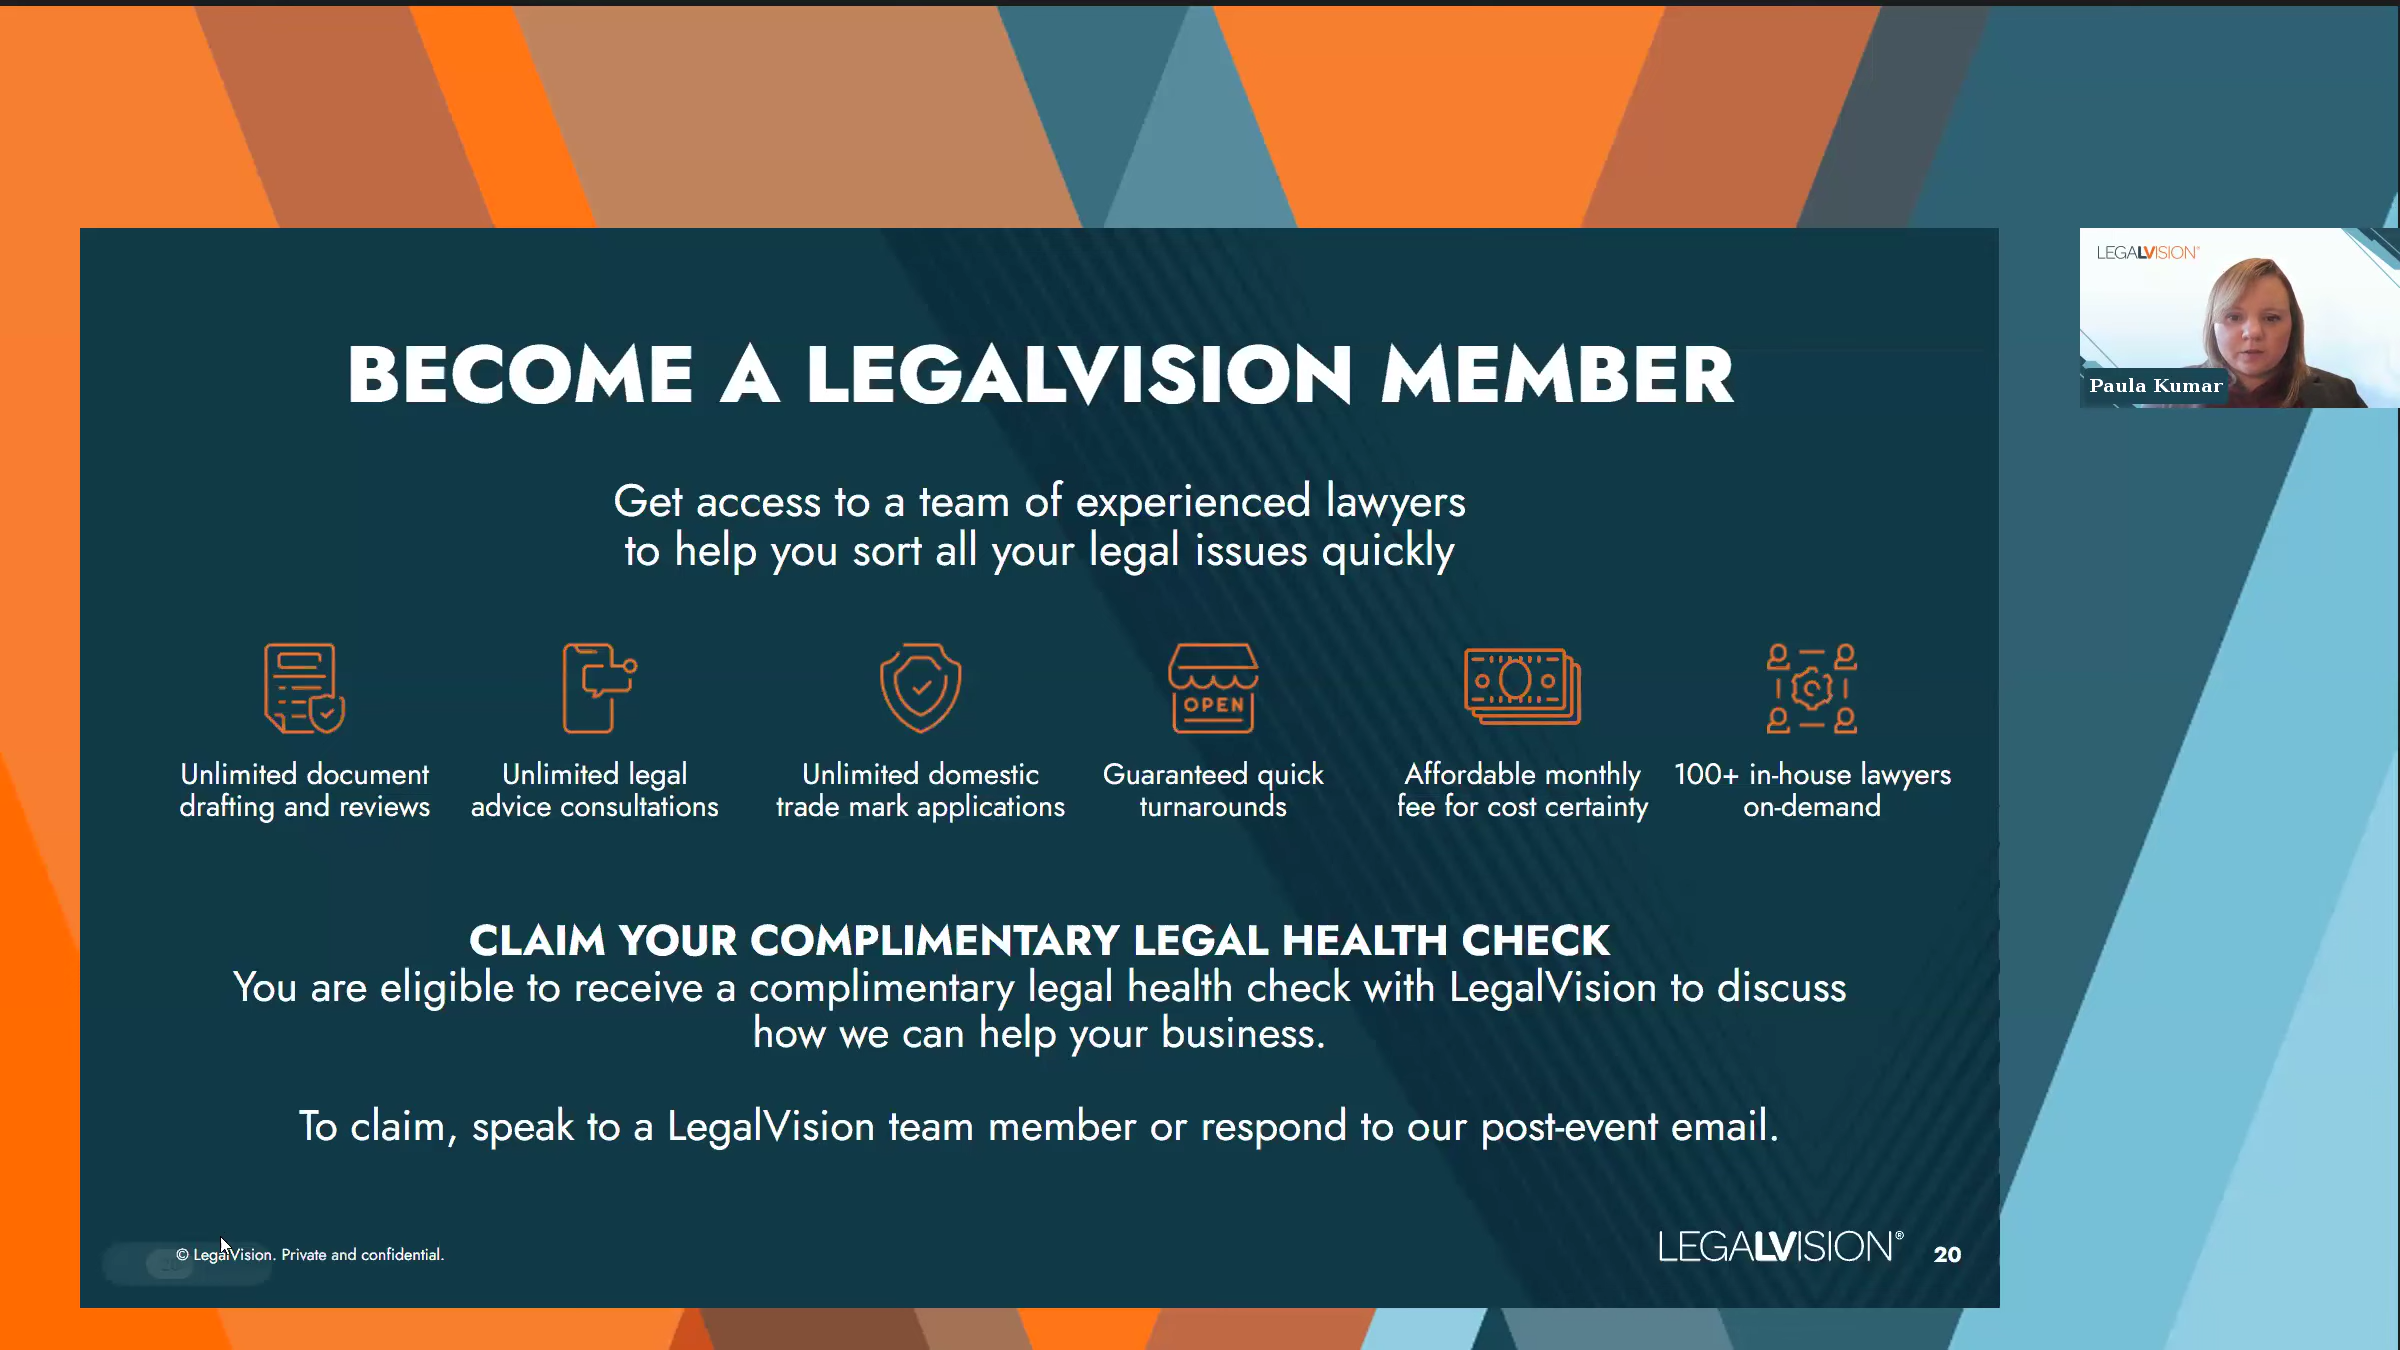 BECOME A LEGALVISION MEMBER
Get access to a team of experienced lawyers
to help you sort all your legal issues quickly
OPEN
Unlimited document
drafting and reviews
Unlimited legal
advice consultations
Unlimited domestic
trade mark applications
Guaranteed quick
turnarounds
Affordable monthly
fee for cost certainty
100+ in-house lawyers
on-demand
CLAIM YOUR COMPLIMENTARY LEGAL HEALTH CHECK
You are eligible to receive a complimentary legal health check with LegalVision to discuss
how we can help your business.
To claim, speak to a LegalVision team member or respond to our post-event email.
© LegalVision. Private and confidential.
LEGALVISION®
20
LEGALVISION®
Paula Kumar